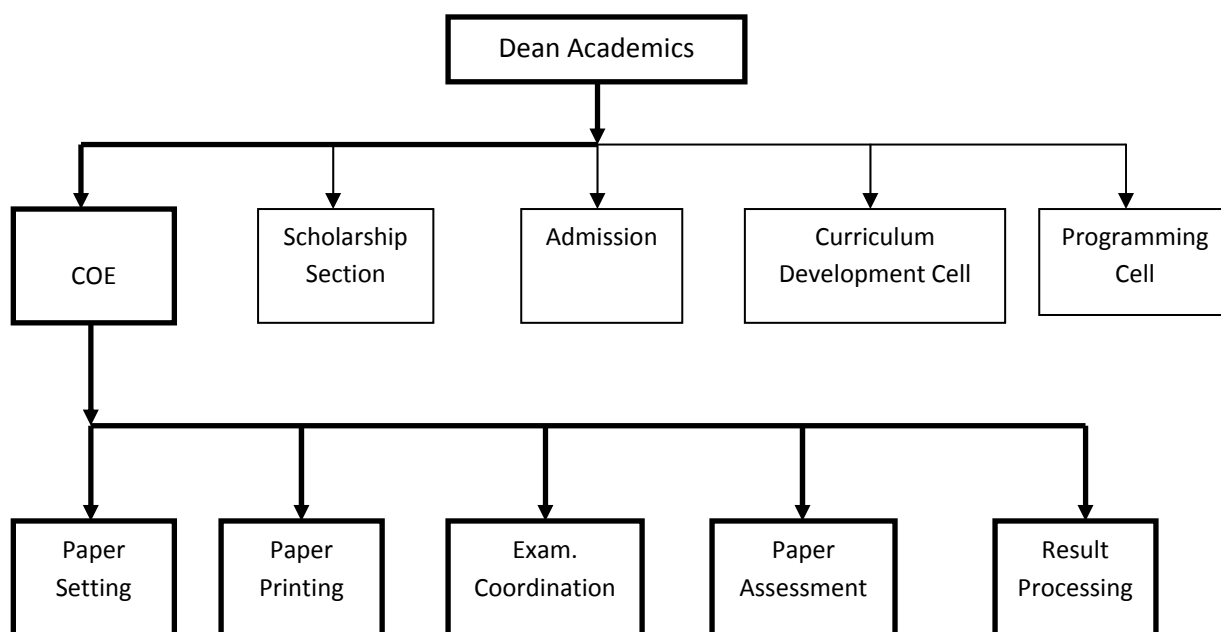 Dean Academics
COE
Scholarship
Section
Admission
Curriculum
Development Cell
Programming
Cell
Paper
Setting
Paper
Printing
Exam.
Coordination
Paper
Assessment
Result
Processing